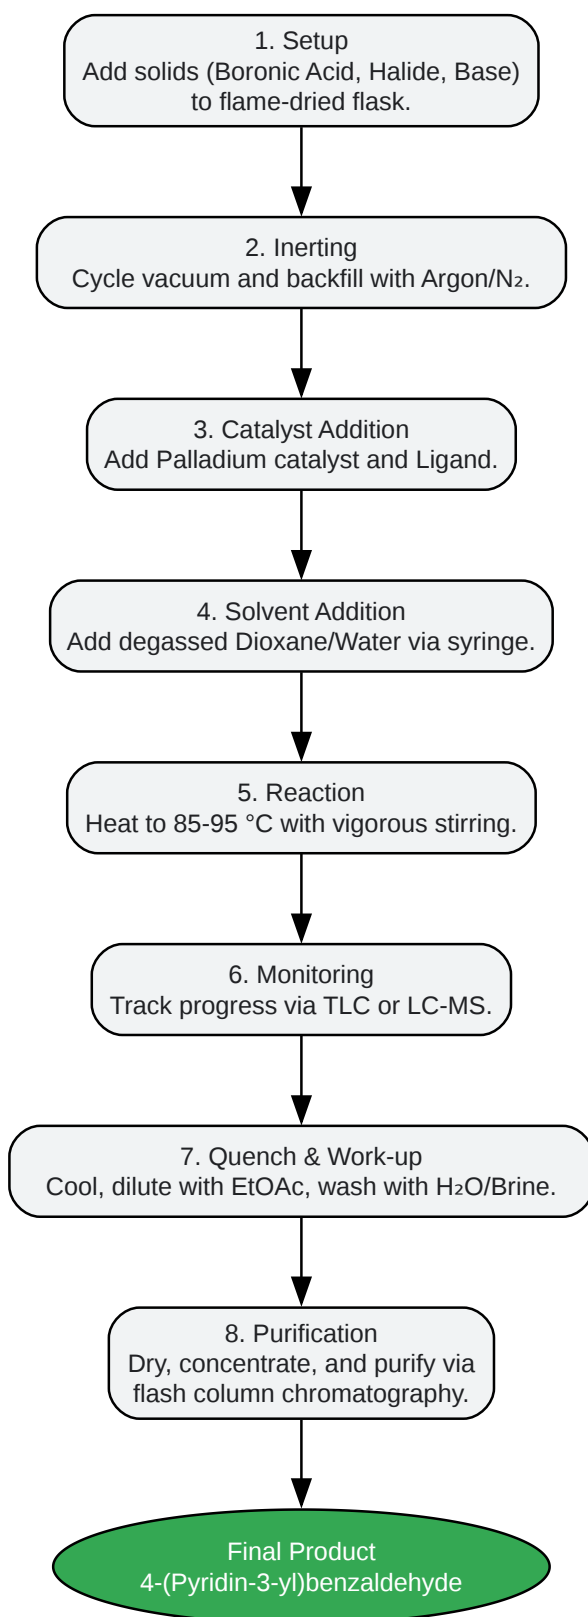 1. Setup
Add solids (Boronic Acid, Halide, Base)
to flame-dried flask.
2. Inerting
Cycle vacuum and backfill with Argon/N₂.
3. Catalyst Addition
Add Palladium catalyst and Ligand.
4. Solvent Addition
Add degassed Dioxane/Water via syringe.
5. Reaction
Heat to 85-95 °C with vigorous stirring.
6. Monitoring
Track progress via TLC or LC-MS.
7. Quench & Work-up
Cool, dilute with EtOAc, wash with H₂O/Brine.
8. Purification
Dry, concentrate, and purify via
flash column chromatography.
Final Product
4-(Pyridin-3-yl)benzaldehyde